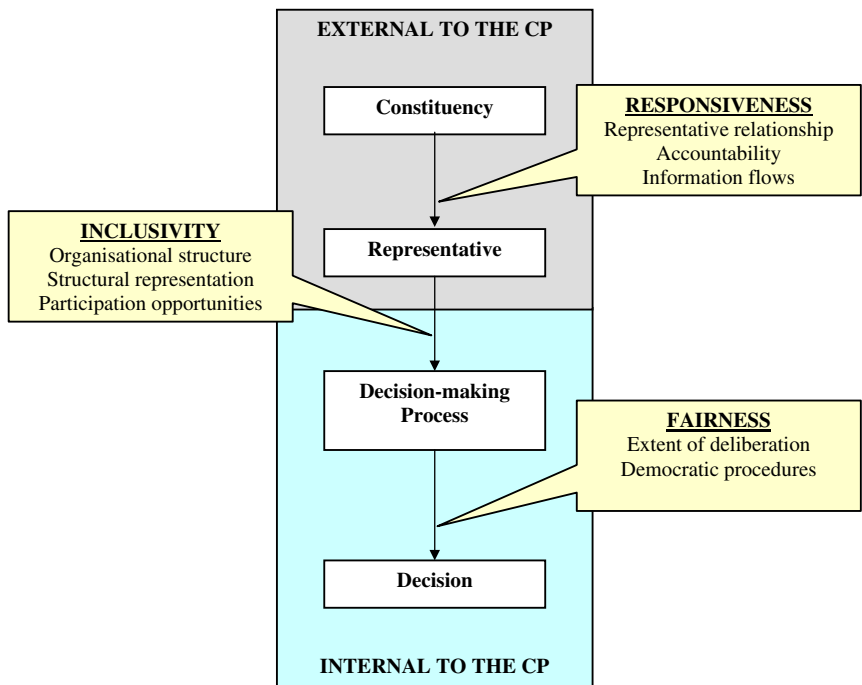 EXTERNAL TO THE CP
Constituency
RESPONSIVENESS
Representative relationship
Accountability
Information flows
INCLUSIVITY
Organisational structure
Structural representation
Participation opportunities
Representative
Decision-making
Process
FAIRNESS
Extent of deliberation
Democratic procedures
Decision
INTERNAL TO THE CP